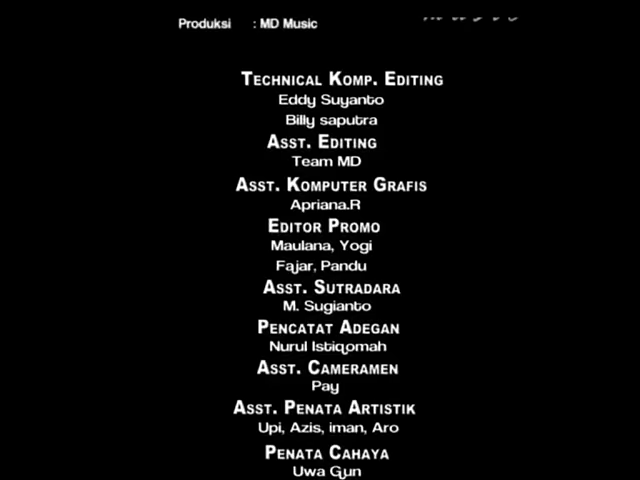 Produksi : MD Music
TECHNICAL KOMP. EDITING
Eddy Suyanto
Billy saputra
ASST. EDITING
Team MD
ASST. KOMPUTER GRAFIS
Apriana.R
EDITOR PROMO
Maulana, Yogi
Fajar, Pandu
ASST. SUTRADARA
M. Sugianto
PENCATAT ADEGAN
Nurul Istiqomah
ASST. CAMERAMEN
Pay
ASST. PENATA ARTISTIK
Upi, Azis, iman, Aro
PENATA CAHAYA
Uwa Gun